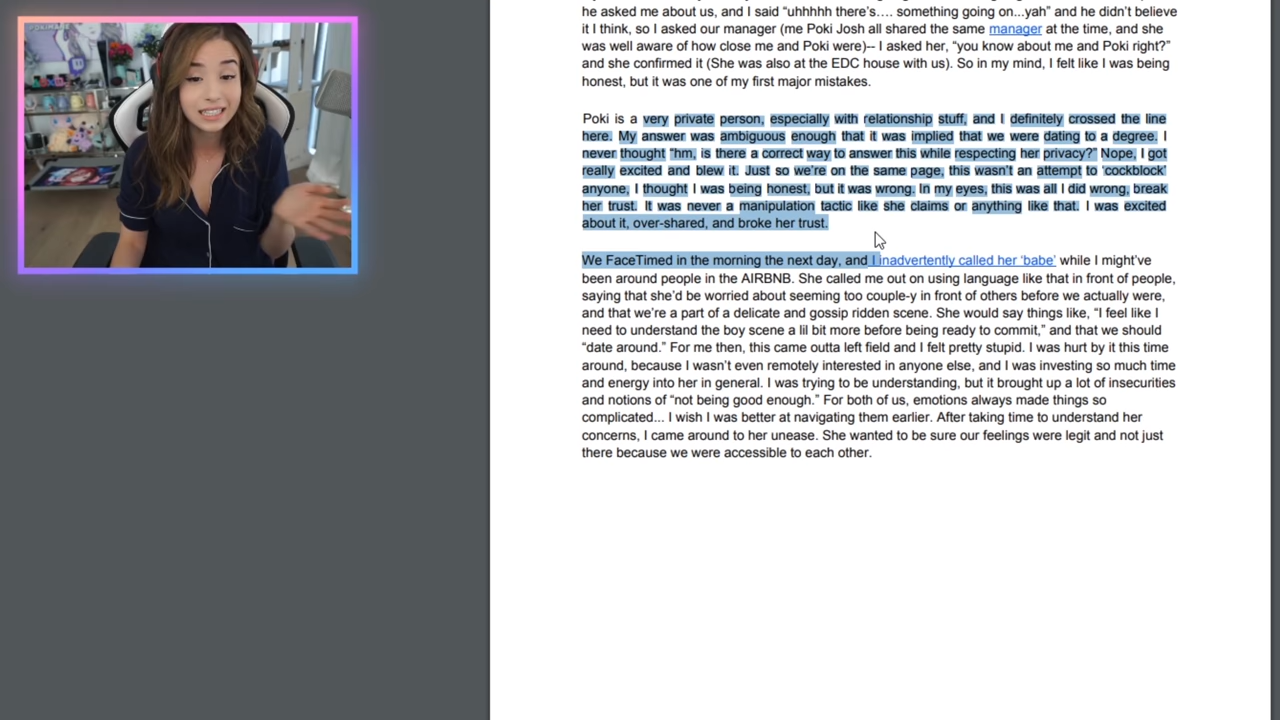 POKIMANE
he asked me about us, and I said “uhhhhh there’s…. something going on...yah” and he didn’t believe
it I think, so I asked our manager (me Poki Josh all shared the same manager at the time, and she
was well aware of how close me and Poki were)-- I asked her, “you know about me and Poki right?”
and she confirmed it (She was also at the EDC house with us). So in my mind, I felt like I was being
honest, but it was one of my first major mistakes.
Poki is a very private person, especially with relationship stuff, and I definitely crossed the line
here. My answer was ambiguous enough that it was implied that we were dating to a degree. I
never thought “hm, is there a correct way to answer this while respecting her privacy?” Nope, I got
really excited and blew it. Just so we’re on the same page, this wasn’t an attempt to ‘cockblock’
anyone, I thought I was being honest, but it was wrong. In my eyes, this was all I did wrong, break
her trust. It was never a manipulation tactic like she claims or anything like that. I was excited
about it, over-shared, and broke her trust.
We FaceTimed in the morning the next day, and I inadvertently called her ‘babe’ while I might’ve
been around people in the AIRBNB. She called me out on using language like that in front of people,
saying that she’d be worried about seeming too couple-y in front of others before we actually were,
and that we’re a part of a delicate and gossip ridden scene. She would say things like, “I feel like I
need to understand the boy scene a lil bit more before being ready to commit,” and that we should
“date around.” For me then, this came outta left field and I felt pretty stupid. I was hurt by it this time
around, because I wasn’t even remotely interested in anyone else, and I was investing so much time
and energy into her in general. I was trying to be understanding, but it brought up a lot of insecurities
and notions of “not being good enough.” For both of us, emotions always made things so
complicated... I wish I was better at navigating them earlier. After taking time to understand her
concerns, I came around to her unease. She wanted to be sure our feelings were legit and not just
there because we were accessible to each other.